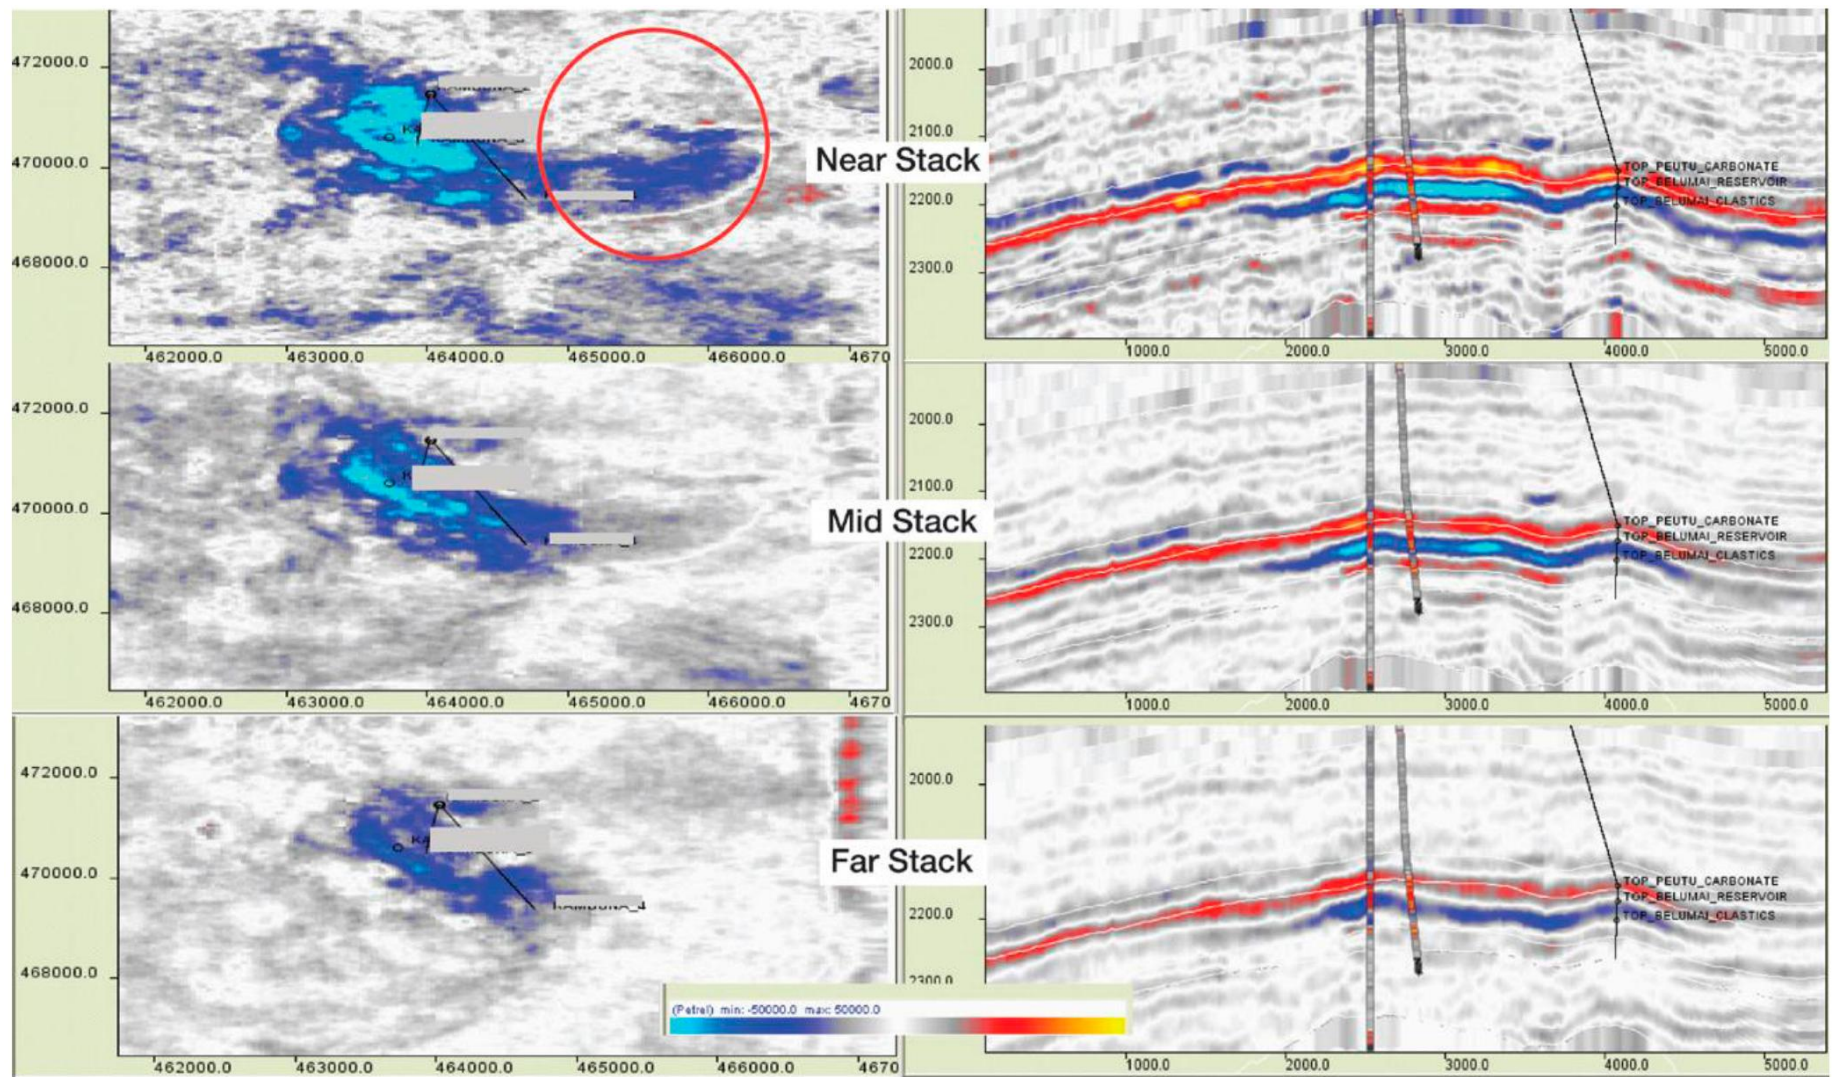 472000.0
470000.0
468000.0
462000.0 463000.0 464000.0 465000.0 466000.0 4670
Near Stack
2000.0
2100.0
2200.0
2300.0
TOP_PEUTU_CARBONATE
TOP_BELUMAI_RESERVOIR
TOP_BELUMAI_CLASTICS
1000.0 2000.0 3000.0 4000.0 5000.0
472000.0
470000.0
468000.0
462000.0 463000.0 464000.0 465000.0 466000.0 4670
Mid Stack
2000.0
2100.0
2200.0
2300.0
TOP_PEUTU_CARBONATE
TOP_BELUMAI_RESERVOIR
TOP_BELUMAI_CLASTICS
1000.0 2000.0 3000.0 4000.0 5000.0
472000.0
470000.0
468000.0
462000.0 463000.0 464000.0 465000.0 466000.0 4670
Far Stack
2000.0
2200.0
2300.0
TOP_PEUTU_CARBONATE
TOP_BELUMAI_RESERVOIR
TOP_BELUMAI_CLASTICS
1000.0 2000.0 3000.0 4000.0 5000.0
(Petrel) min: -50000.0 max: 50000.0